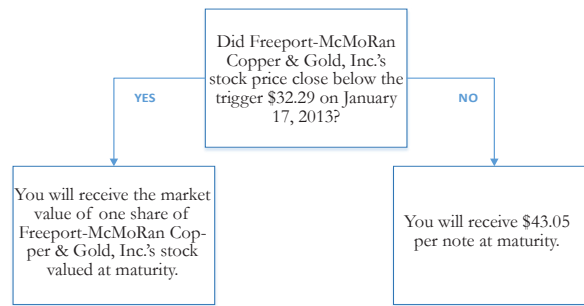 Did Freeport-McMoRan
Copper & Gold, Inc.'s
stock price close below the
trigger $32.29 on January
17, 2013?
YES
NO
You will receive the market
value of one share of
Freeport-McMoRan Cop-
per & Gold, Inc.'s stock
valued at maturity.
You will receive $43.05
per note at maturity.